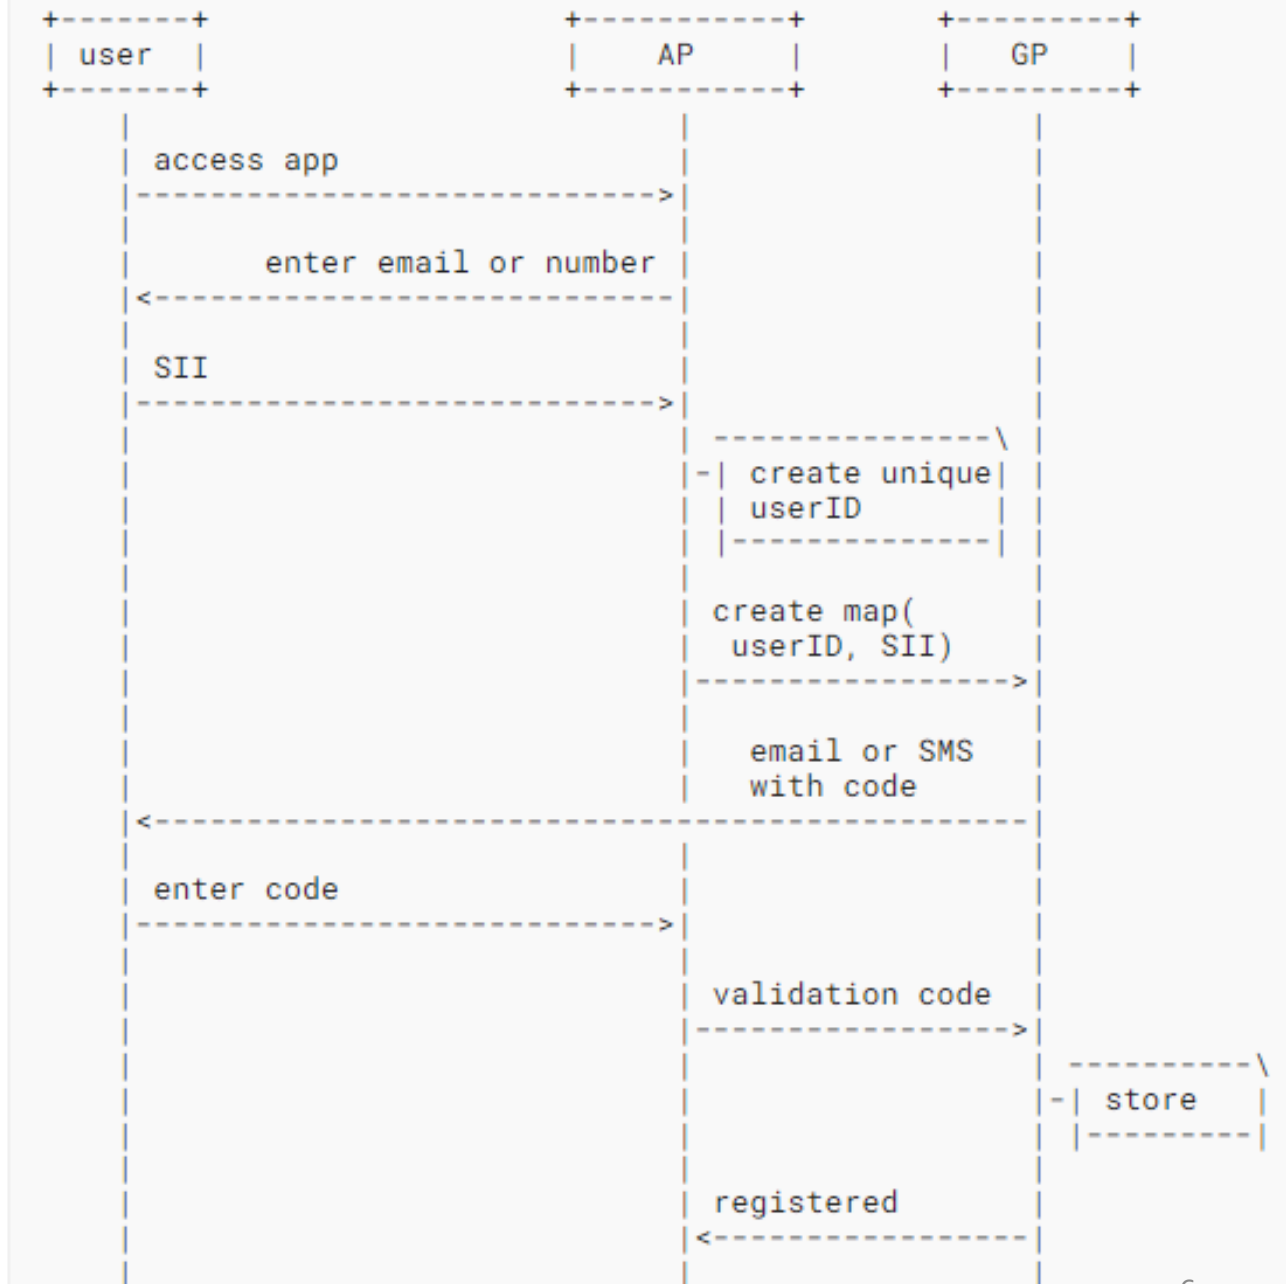 user AP GP
access app
enter email or number
SII
create unique
userID
create map(
userID, SII)
email or SMS
with code
enter code
validation code
store
registered